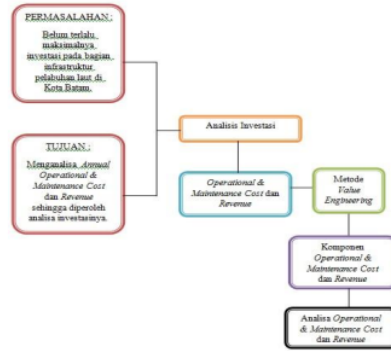 PERMASALAHAN :
Belum terlalu
maksimalnya
investasi pada bagian
infrastruktur
pelabuhan laut di
Kota Batam.
TUJUAN :
Menganalisa Annual
Operational &
Maintenance Cost
dan Revenue
sehingga diperoleh
analisa investasinya.
Analisis Investasi
Operational &
Maintenance Cost dan
Revenue
Metode
Value
Engineering
Komponen
Operational &
Maintenance Cost
dan Revenue
Analisa Operational
& Maintenance Cost
dan Revenue